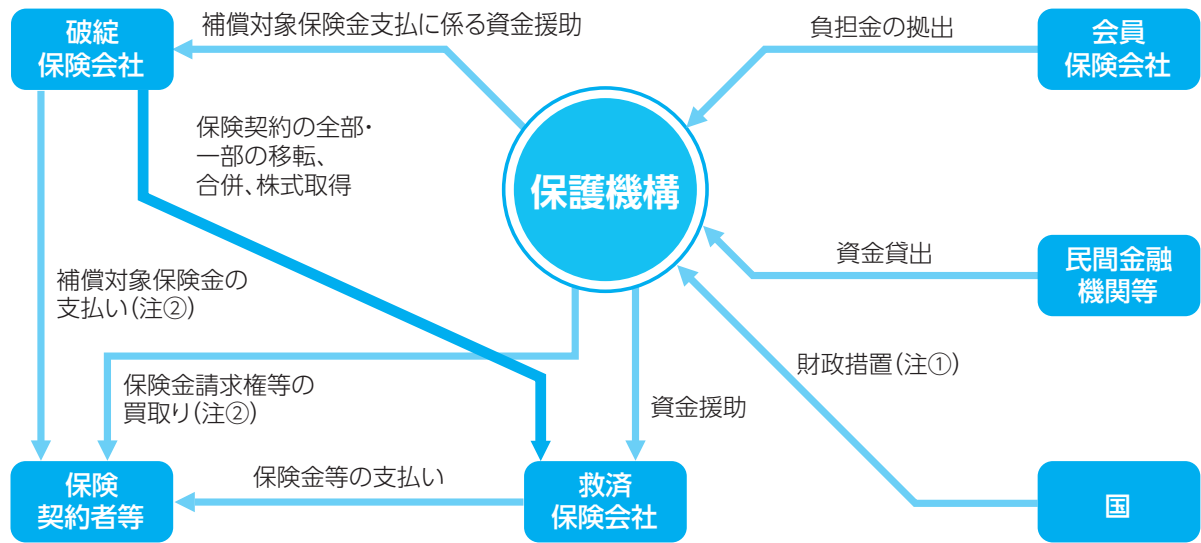 破綻
保険会社
補償対象保険金支払に係る資金援助
負担金の拠出
会員
保険会社
保険契約の全部・
一部の移転、
合併、株式取得
保護機構
補償対象保険金の
支払い(注②)
資金貸出
民間金融
機関等
保険金請求権等の
買取り(注②)
資金援助
財政措置(注①)
保険
契約者等
保険金等の支払い
救済
保険会社
国